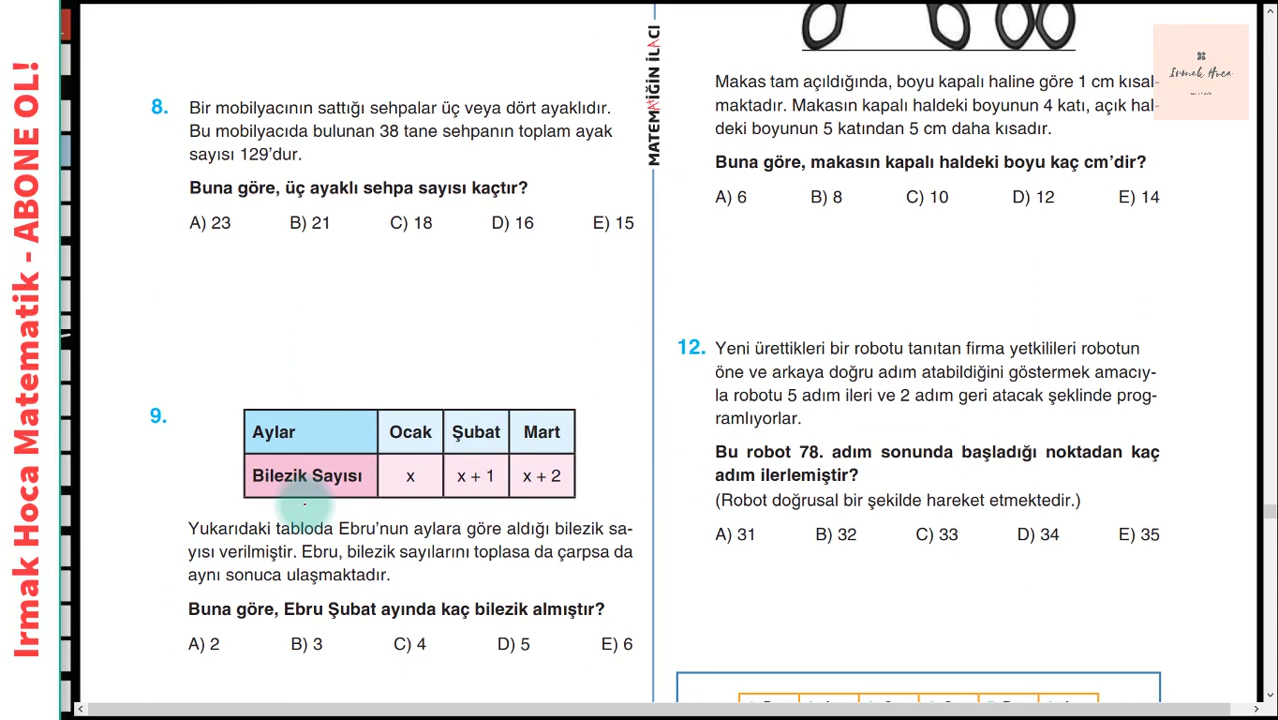 Irmak Hoca Matematik - ABONE OL!
8. Bir mobilyacının sattığı sehpalar üç veya dört ayaklıdır.
Bu mobilyacıda bulunan 38 tane sehpanın toplam ayak
sayısı 129'dur.
Buna göre, üç ayaklı sehpa sayısı kaçtır?
A) 23 B) 21 C) 18 D) 16 E) 15
9.
Aylar Ocak Şubat Mart
Bilezik Sayısı x x + 1 x + 2
Yukarıdaki tabloda Ebru'nun aylara göre aldığı bilezik sa-
yısı verilmiştir. Ebru, bilezik sayılarını toplasa da çarpsa da
aynı sonuca ulaşmaktadır.
Buna göre, Ebru Şubat ayında kaç bilezik almıştır?
A) 2 B) 3 C) 4 D) 5 E) 6
MATEMATİĞİN İLACI
Irmak Hoca
Makas tam açıldığında, boyu kapalı haline göre 1 cm kısal-
maktadır. Makasın kapalı haldeki boyunun 4 katı, açık hal-
deki boyunun 5 katından 5 cm daha kısadır.
Buna göre, makasın kapalı haldeki boyu kaç cm'dir?
A) 6 B) 8 C) 10 D) 12 E) 14
12. Yeni ürettikleri bir robotu tanıtan firma yetkilileri robotun
öne ve arkaya doğru adım atabildiğini göstermek amacıy-
la robotu 5 adım ileri ve 2 adım geri atacak şeklinde prog-
ramlıyorlar.
Bu robot 78. adım sonunda başladığı noktadan kaç
adım ilerlemiştir?
(Robot doğrusal bir şekilde hareket etmektedir.)
A) 31 B) 32 C) 33 D) 34 E) 35